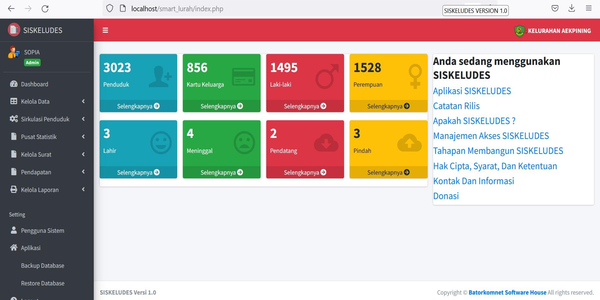 localhost/smart_lurah/index.php
SISKELUDES VERSION 1.0
SISKELUDES
KELURAHAN AEKPINING
SOPIA
Admin
Dashboard
Kelola Data
Sirkulasi Penduduk
Pusat Statistik
Kelola Surat
Pendapatan
Kelola Laporan
Setting
Pengguna Sistem
Aplikasi
Backup Database
Restore Database
3023
Penduduk
Selengkapnya
856
Kartu Keluarga
Selengkapnya
1495
Laki-laki
Selengkapnya
1528
Perempuan
Selengkapnya
3
Lahir
Selengkapnya
4
Meninggal
Selengkapnya
2
Pendatang
Selengkapnya
3
Pindah
Selengkapnya
Anda sedang menggunakan
SISKELUDES
Aplikasi SISKELUDES
Catatan Rilis
Apakah SISKELUDES ?
Manajemen Akses SISKELUDES
Tahapan Membangun SISKELUDES
Hak Cipta, Syarat, Dan Ketentuan
Kontak Dan Informasi
Donasi
SISKELUDES Versi 1.0
Copyright © Batorkomnet Software House All rights reserved.